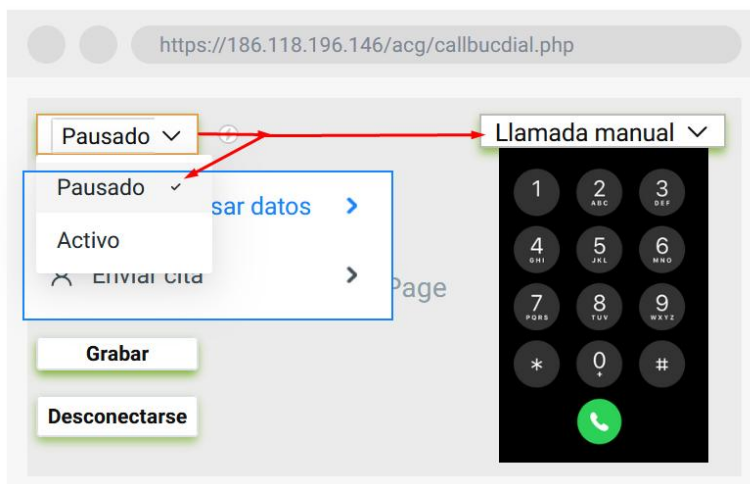 https://186.118.196.146/acg/callbucdial.php
Pausado
Llamada manual
Pausado
sar datos
Activo
Enviar cita
Page
Grabar
Desconectarse
1
2 ABC
3 DEF
4 GHI
5 JKL
6 MNO
7 PQRS
8 TUV
9 WXYZ
*
0 +
#